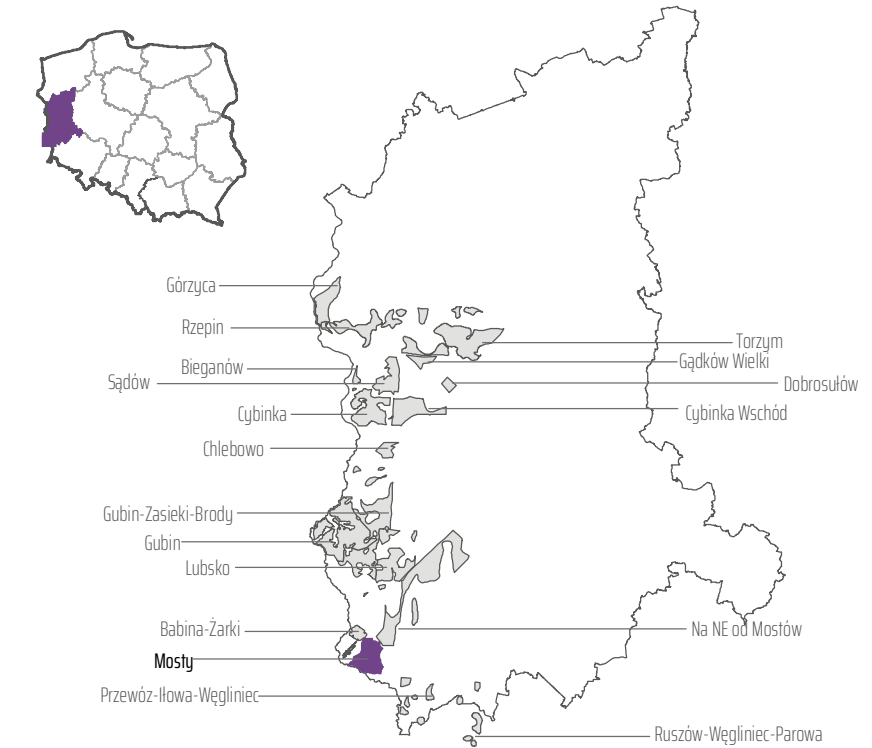 Górzyca
Rzepin
Torzym
Gądków Wielki
Bieganów
Sądów
Dobrosułów
Cybinka
Cybinka Wschód
Chlebowo
Gubin-Zasieki-Brody
Gubin
Lubsko
Babina-Żarki
Na NE od Mostów
Mosty
Przewóz-Iłowa-Węgliniec
Ruszów-Węgliniec-Parowa